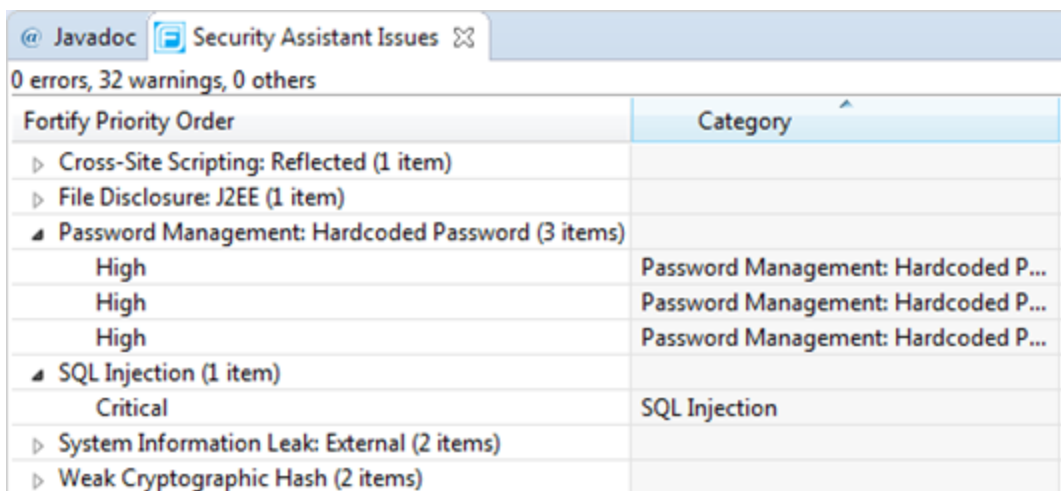 @ Javadoc Security Assistant Issues
0 errors, 32 warnings, 0 others
Fortify Priority Order Category
Cross-Site Scripting: Reflected (1 item)
File Disclosure: J2EE (1 item)
Password Management: Hardcoded Password (3 items)
High Password Management: Hardcoded P...
High Password Management: Hardcoded P...
High Password Management: Hardcoded P...
SQL Injection (1 item)
Critical SQL Injection
System Information Leak: External (2 items)
Weak Cryptographic Hash (2 items)